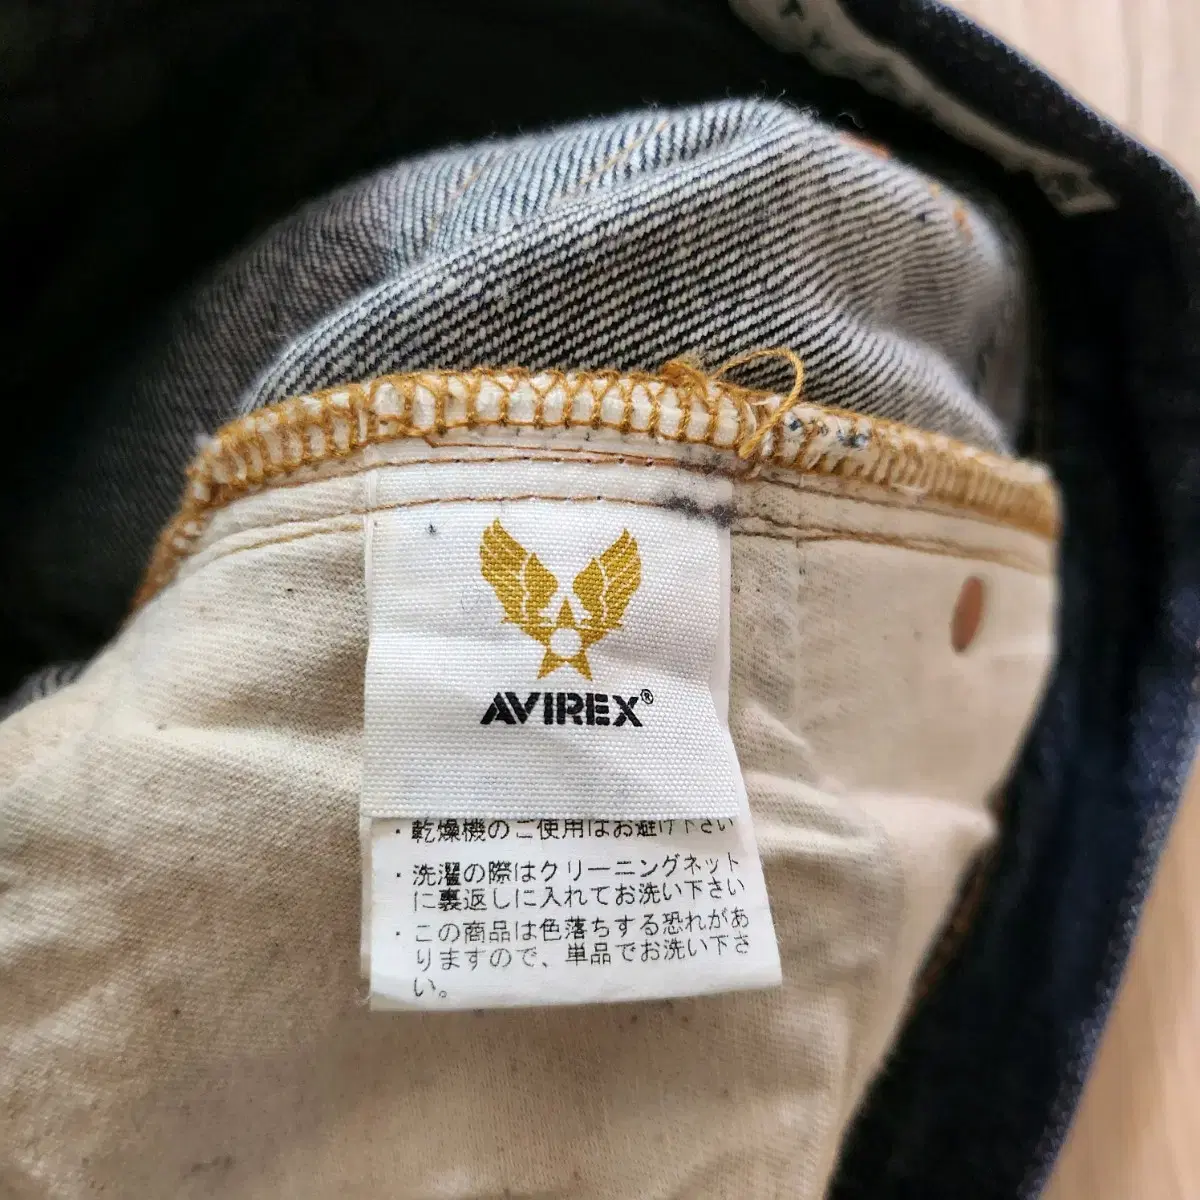 AVIREX®
・乾燥機のご使用はお避け下さい
・洗濯の際はクリーニングネット
に裏返しに入れてお洗い下さい
・この商品は色落ちする恐れがあ
りますので、単品でお洗い下さ
い。